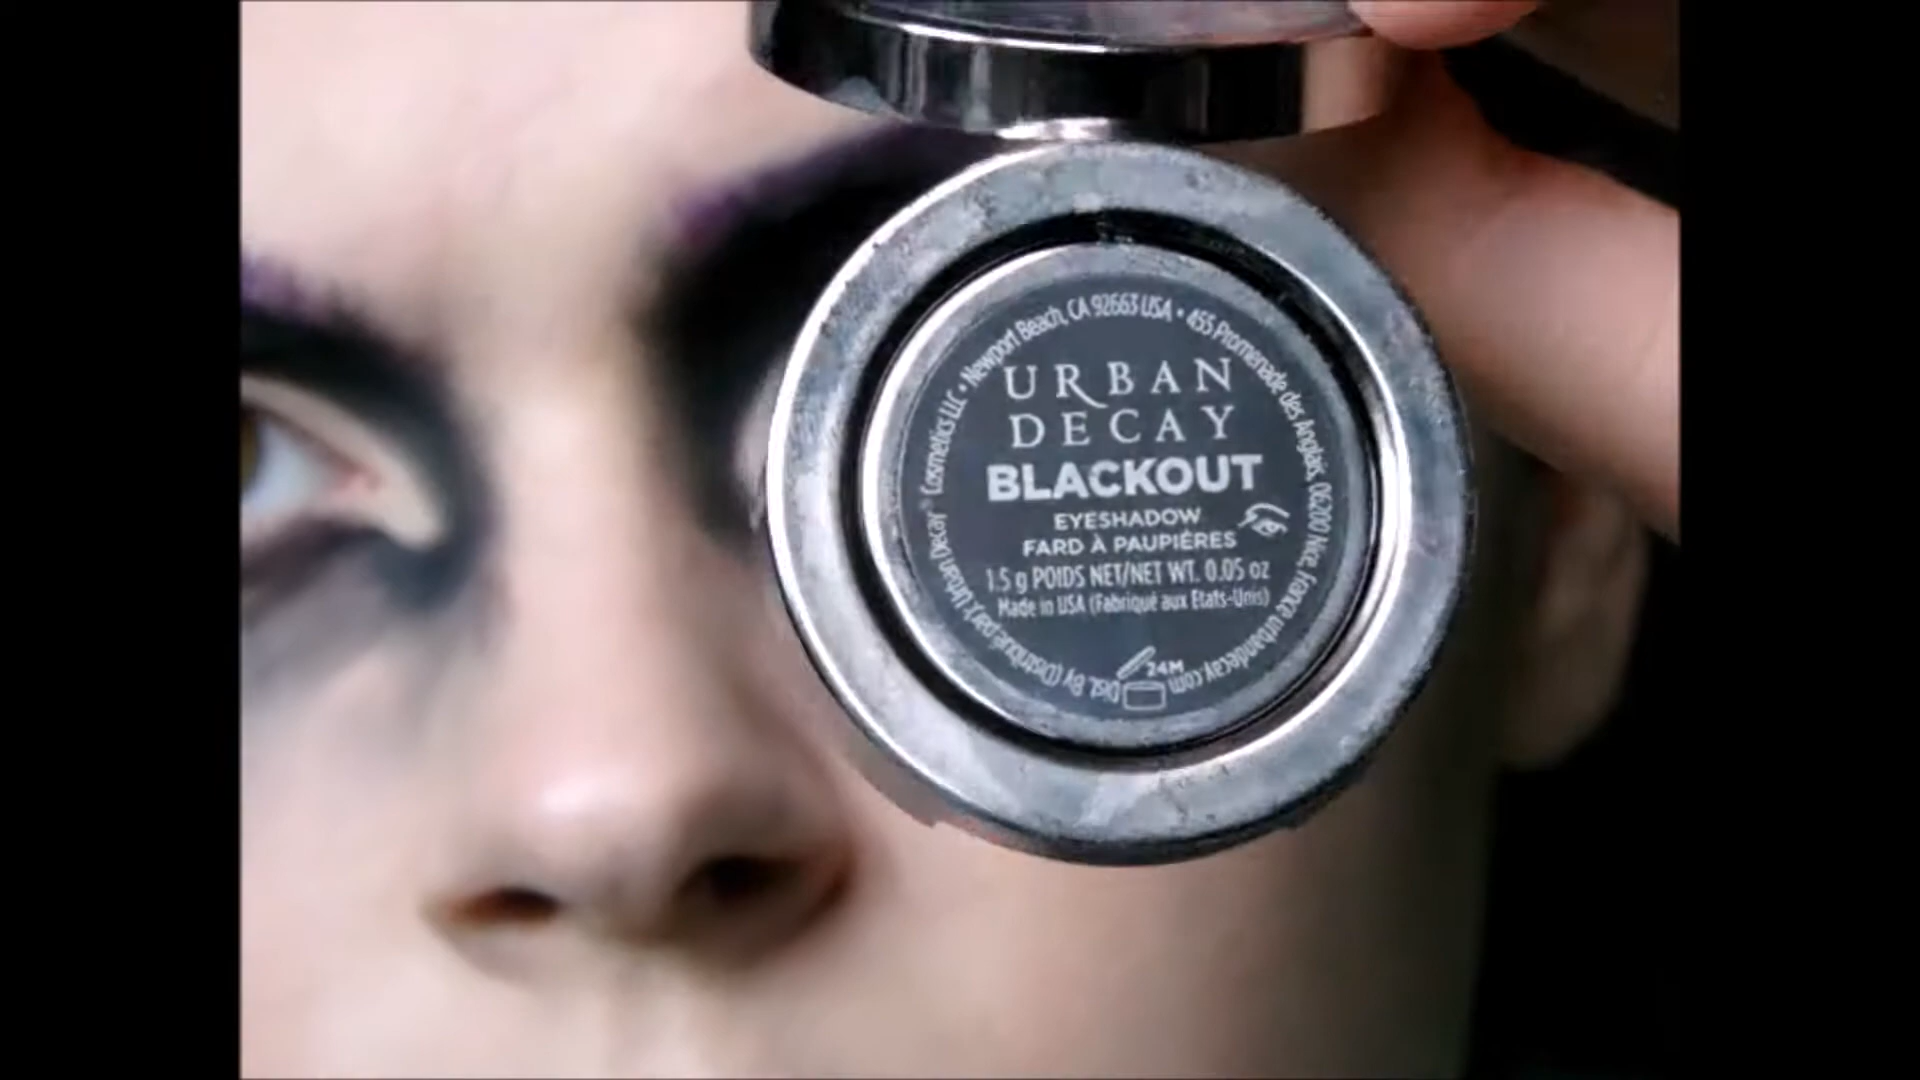 URBAN
DECAY
BLACKOUT
EYESHADOW
FARD À PAUPIÈRES
1.5 g POIDS NET/NET WT. 0.05 oz
Made in USA (Fabriqué aux Etats-Unis)
24M
Dist. By (Distribué par): Urban Decay™ Cosmetics LLC • Newport Beach, CA 92663 USA • 455 Promenade des Anglais, 06200 Nice, France urbandecay.com